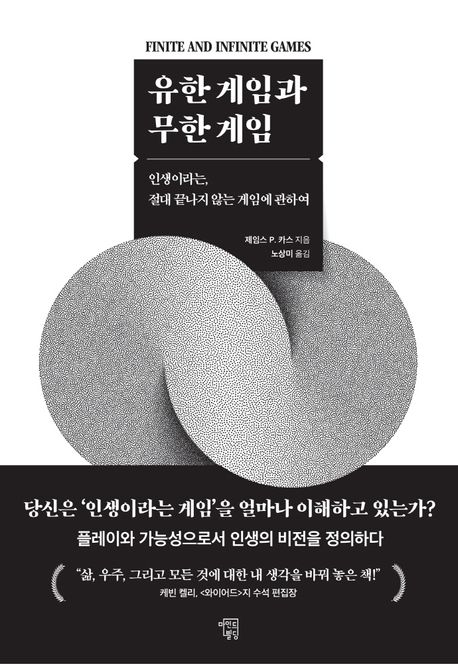 FINITE AND INFINITE GAMES
유한 게임과
무한 게임
인생이라는,
절대 끝나지 않는 게임에 관하여
제임스 P. 카스 지음
노상미 옮김
당신은 ‘인생이라는 게임’을 얼마나 이해하고 있는가?
플레이와 가능성으로서 인생의 비전을 정의하다
“삶, 우주, 그리고 모든 것에 대한 내 생각을 바꿔 놓은 책!”
케빈 켈리, <와이어드>지 수석 편집장
마인드
빌딩